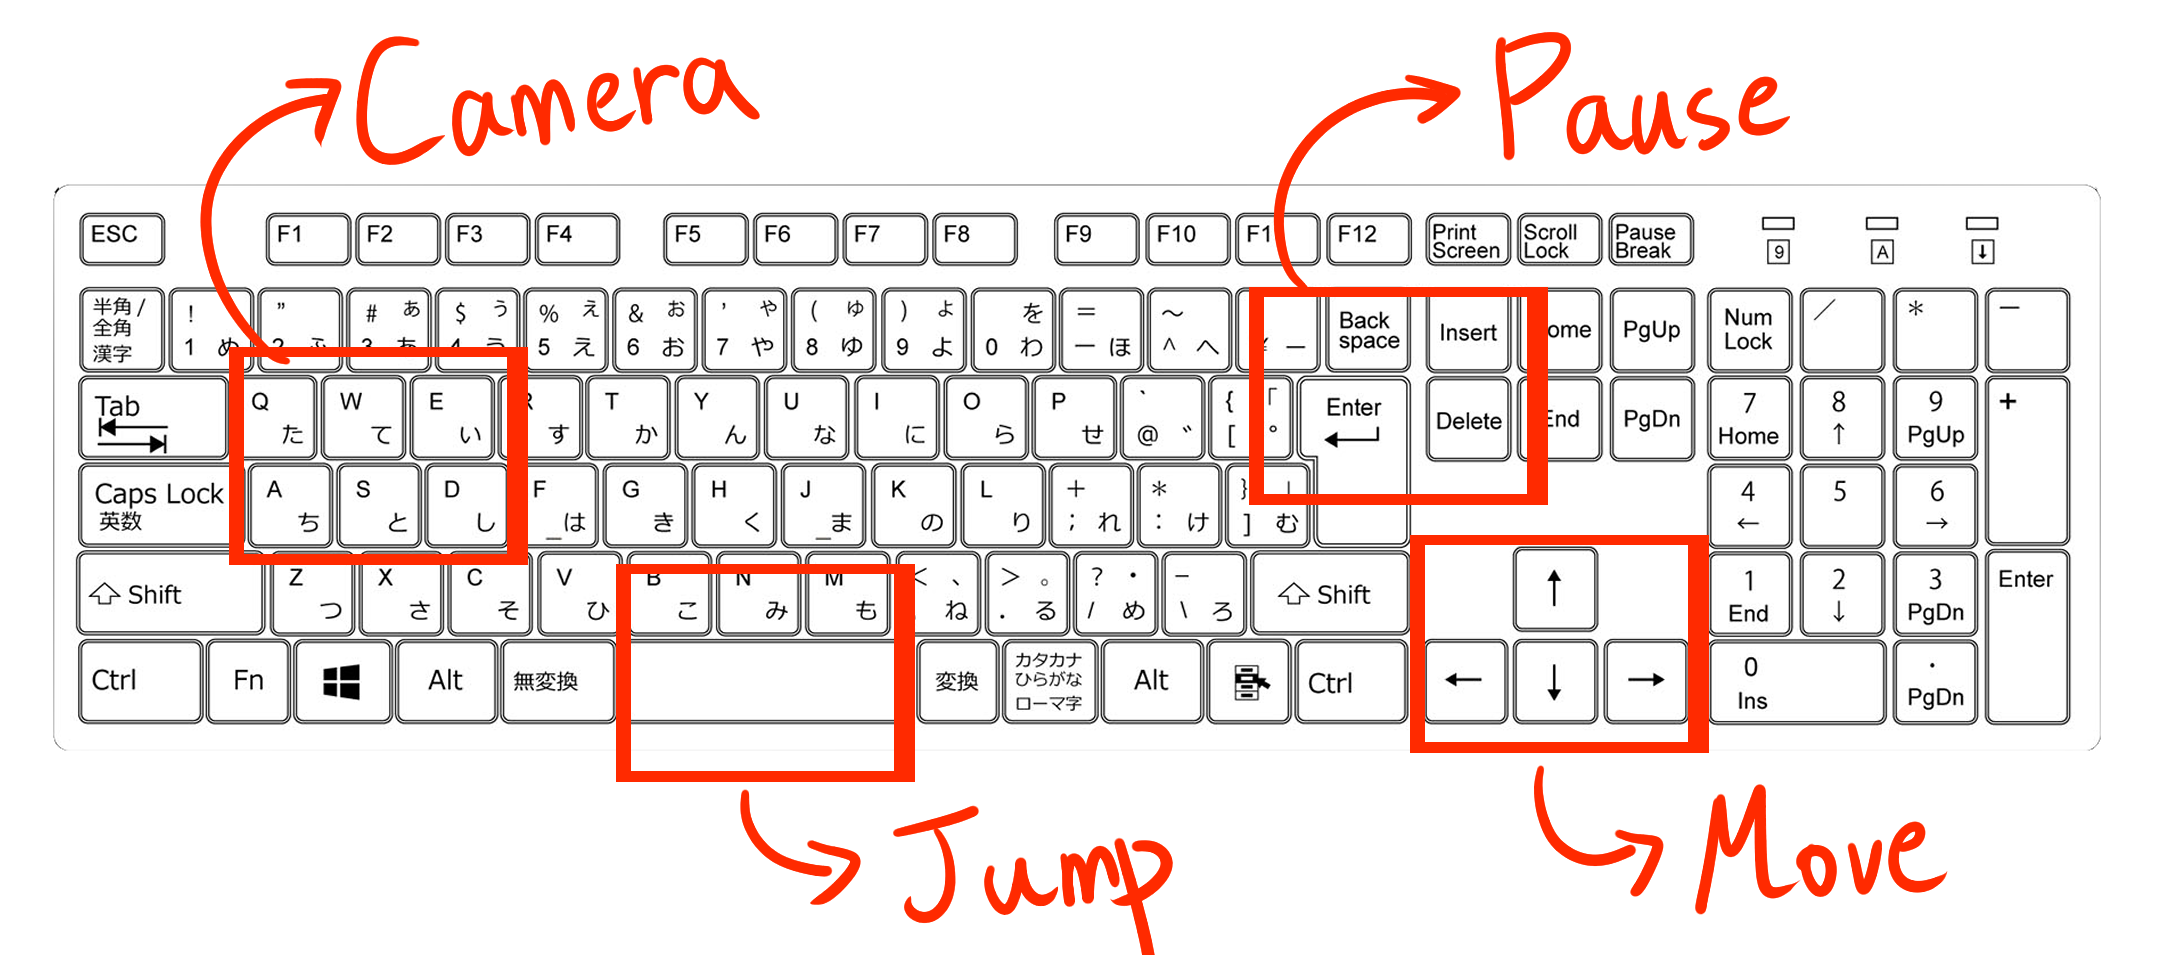 Camera
Pause
ESC F1 F2 F3 F4 F5 F6 F7 F8 F9 F10 F1 F12 Print Screen Scroll Lock Pause Break 9 A ↓
半角/ 全角 漢字 ! 1 ぬ " 2 ふ # あ 3 あ $ う 4 う % え 5 え & お 6 お ' や 7 や ( ゆ 8 ゆ ) よ 9 よ を 0 わ = ー ほ ～ ^ へ ¥ ー Back space Insert ome PgUp Num Lock ／ * −
Tab Q た W て E い R す T か Y ん U な I に O ら P せ ` @ ゛ { 「 [ ° Enter Delete End PgDn 7 Home 8 ↑ 9 PgUp +
Caps Lock 英数 A ち S と D し F は G き H く J ま K の L り + ; れ * : け } 」 ] む 4 ← 5 6 →
Shift Z つ X さ C そ V ひ B こ N み M も < 、 ね > 。 . る ? ・ / め _ \ ろ Shift ↑ 1 End 2 ↓ 3 PgDn Enter
Ctrl Fn Alt 無変換 変換 カタカナ ひらがな ローマ字 Alt Ctrl ← ↓ → 0 Ins . PgDn
Jump
Move